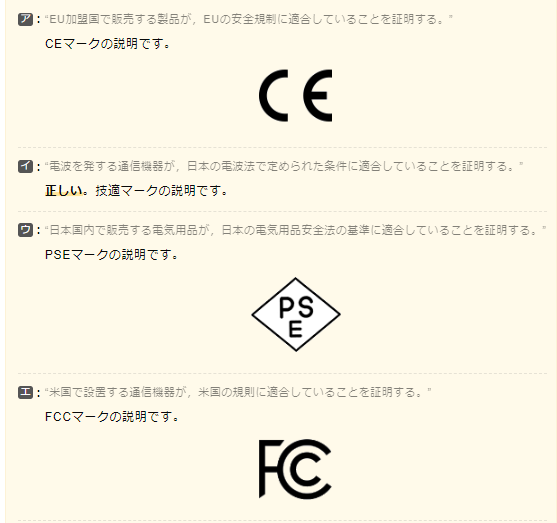 ア：“EU加盟国で販売する製品が，EUの安全規制に適合していることを証明する。”
CEマークの説明です。
CE
イ：“電波を発する通信機器が，日本の電波法で定められた条件に適合していることを証明する。”
正しい。技適マークの説明です。
ウ：“日本国内で販売する電気用品が，日本の電気用品安全法の基準に適合していることを証明する。”
PSEマークの説明です。
PS
E
エ：“米国で設置する通信機器が，米国の規則に適合していることを証明する。”
FCCマークの説明です。
FCC